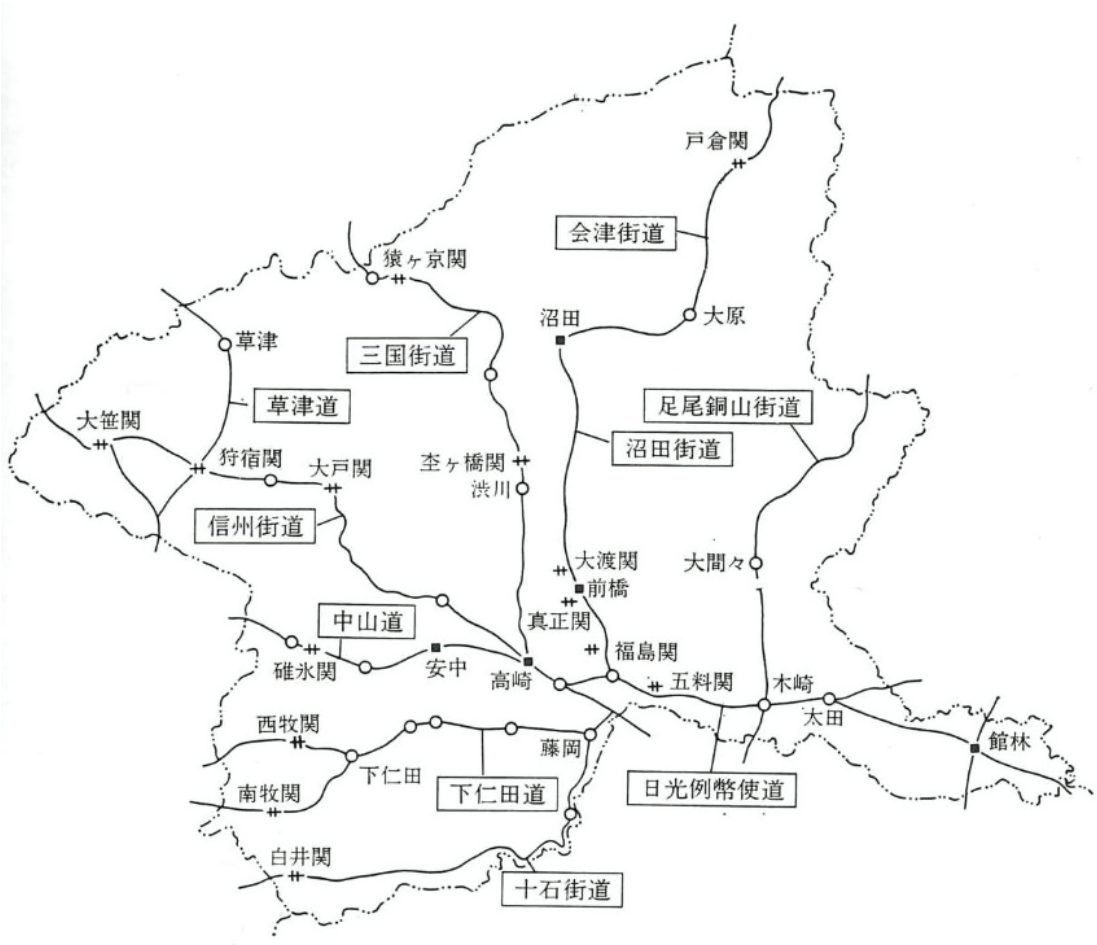 戸倉関
会津街道
猿ヶ京関
大原
沼田
三国街道
草津
草津道
足尾銅山街道
大笹関
沼田街道
狩宿関
大戸関
杢ヶ橋関
渋川
信州街道
大渡関
大間々
前橋
中山道
真正関
福島関
碓氷関
安中
高崎
五料関
木崎
太田
西牧関
藤岡
館林
下仁田
南牧関
下仁田道
日光例幣使道
白井関
十石街道